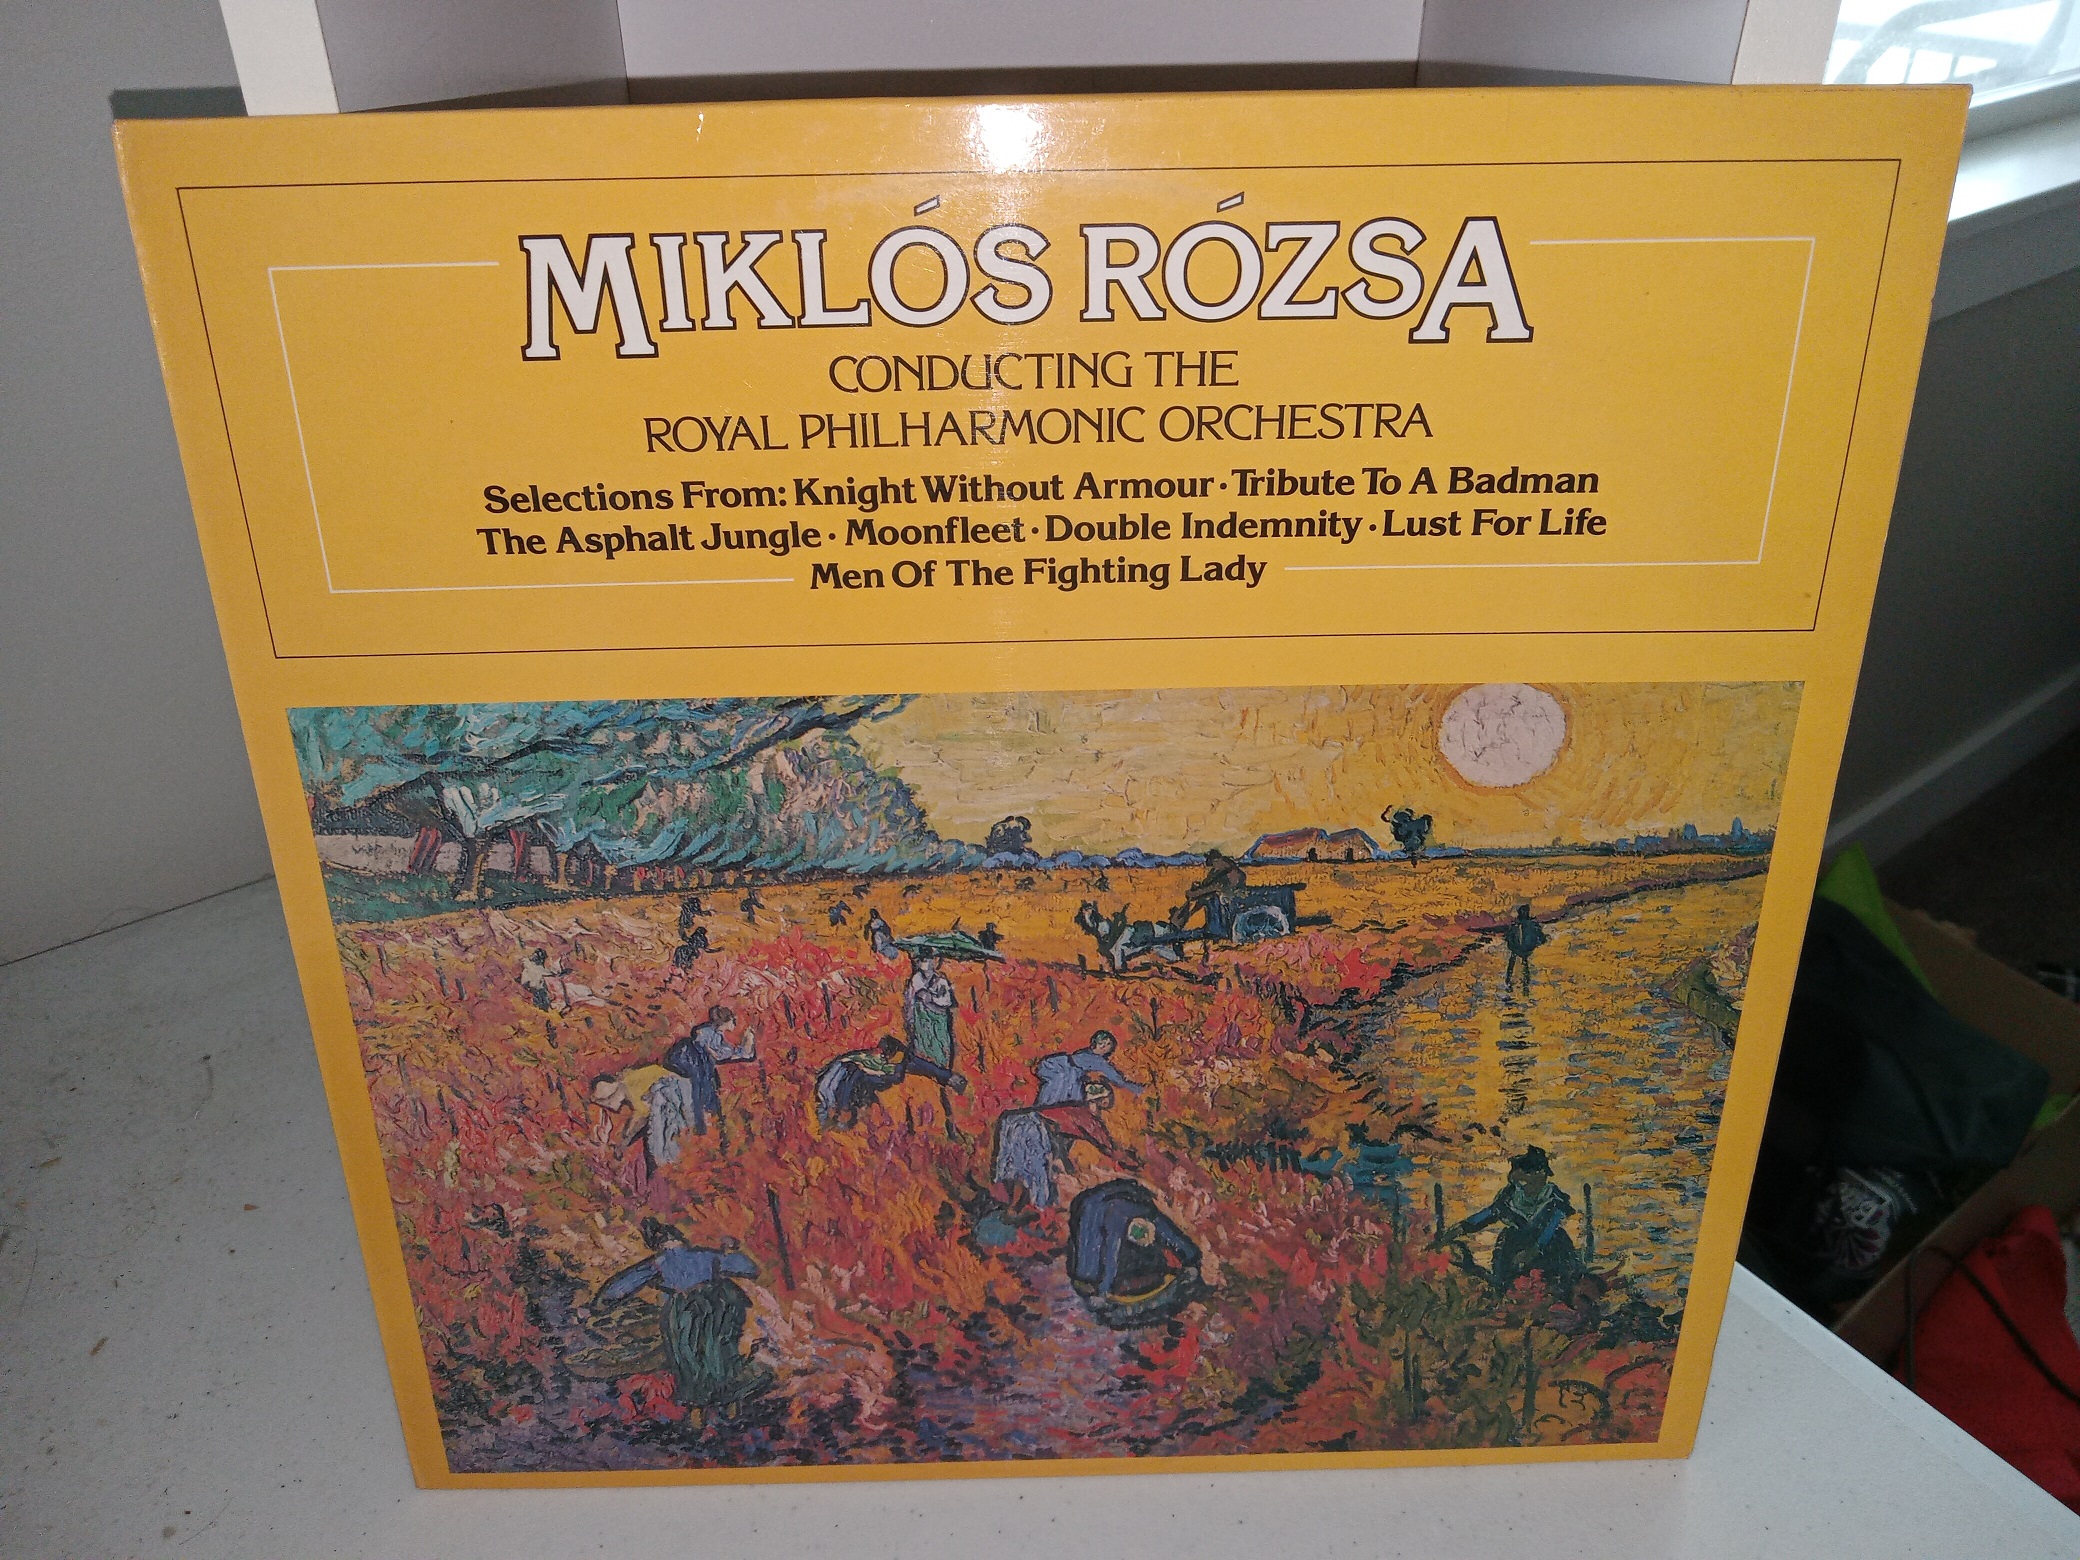 MIKLÓS RÓZSA
CONDUCTING THE
ROYAL PHILHARMONIC ORCHESTRA
Selections From: Knight Without Armour · Tribute To A Badman
The Asphalt Jungle · Moonfleet · Double Indemnity · Lust For Life
Men Of The Fighting Lady